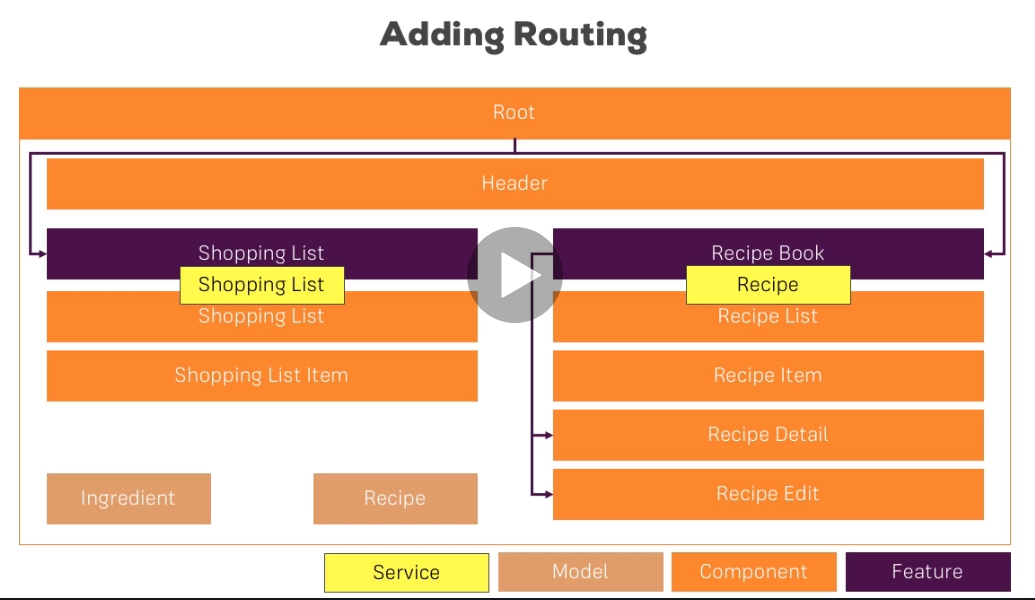 Adding Routing
Root
Header
Shopping List
Shopping List
Shopping List
Shopping List Item
Recipe Book
Recipe
Recipe List
Recipe Item
Recipe Detail
Recipe Edit
Ingredient
Recipe
Service
Model
Component
Feature